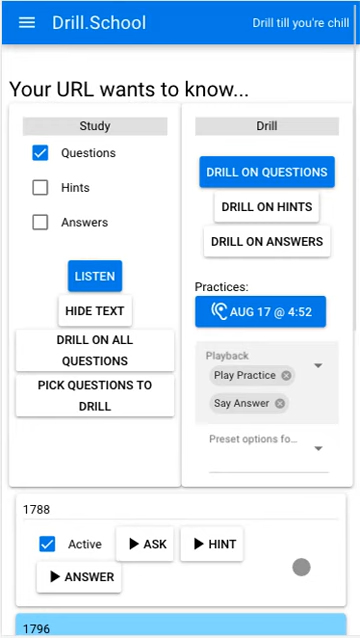 Drill.School
Drill till you're chill
Your URL wants to know...
Study
Questions
Hints
Answers
LISTEN
HIDE TEXT
DRILL ON ALL
QUESTIONS
PICK QUESTIONS TO
DRILL
Drill
DRILL ON QUESTIONS
DRILL ON HINTS
DRILL ON ANSWERS
Practices:
AUG 17 @ 4:52
Playback
Play Practice
Say Answer
Preset options fo...
1788
Active
ASK
HINT
ANSWER
1796